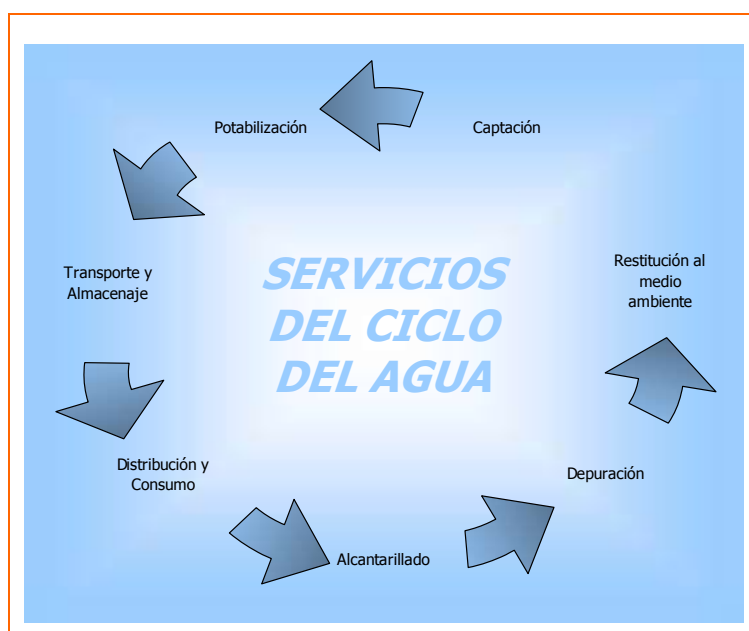 Potabilización
Captación
Transporte y
Almacenaje
SERVICIOS
DEL CICLO
DEL AGUA
Restitución al
medio
ambiente
Distribución y
Consumo
Depuración
Alcantarillado